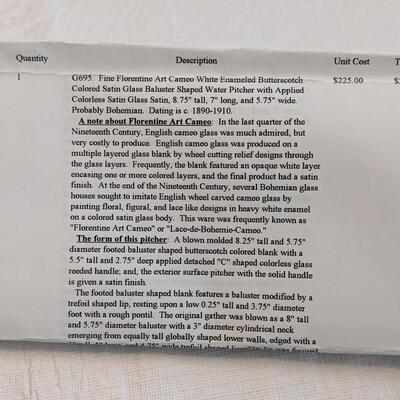 Quantity Description Unit Cost T
1 G695. Fine Florentine Art Cameo White Enameled Butterscotch $225.00 $
Colored Satin Glass Baluster Shaped Water Pitcher with Applied
Colorless Satin Glass Satin, 8.75" tall, 7" long, and 5.75" wide.
Probably Bohemian. Dating is c. 1890-1910.
A note about Florentine Art Cameo: In the last quarter of the
Nineteenth Century, English cameo glass was much admired, but
very costly to produce. English cameo glass was produced on a
multiple layered glass blank by wheel cutting relief designs through
the glass layers. Frequently, the blank featured an opaque white layer
encasing one or more colored layers, and the final product had a satin
finish. At the end of the Nineteenth Century, several Bohemian glass
houses sought to imitate English wheel carved cameo glass by
painting floral, figural, and lace like designs in heavy white enamel
on a colored satin glass body. This ware was frequently known as
"Florentine Art Cameo" or "Lace-de-Bohemie-Cameo."
The form of this pitcher: A blown molded 8.25" tall and 5.75"
diameter footed baluster shaped butterscotch colored blank with a
5.5" tall and 2.75" deep applied detached "C" shaped colorless glass
reeded handle; and, the exterior surface pitcher with the solid handle
is given a satin finish.
The footed baluster shaped blank features a baluster modified by a
trefoil shaped lip, resting upon a low 0.25" tall and 3.75" diameter
foot with a rough pontil. The original gather was blown as a 8" tall
and 5.75" diameter baluster with a 3" diameter cylindrical neck
emerging from equally tall globally shaped lower walls, edged with a
long, and 4.75" wide trefoil shaped lip was formed